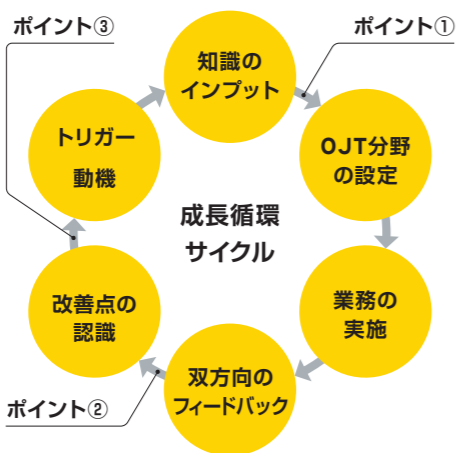 ポイント③
ポイント①
知識の
インプット
トリガー
動機
OJT分野
の設定
成長循環
サイクル
改善点の
認識
業務の
実施
双方向の
フィードバック
ポイント②